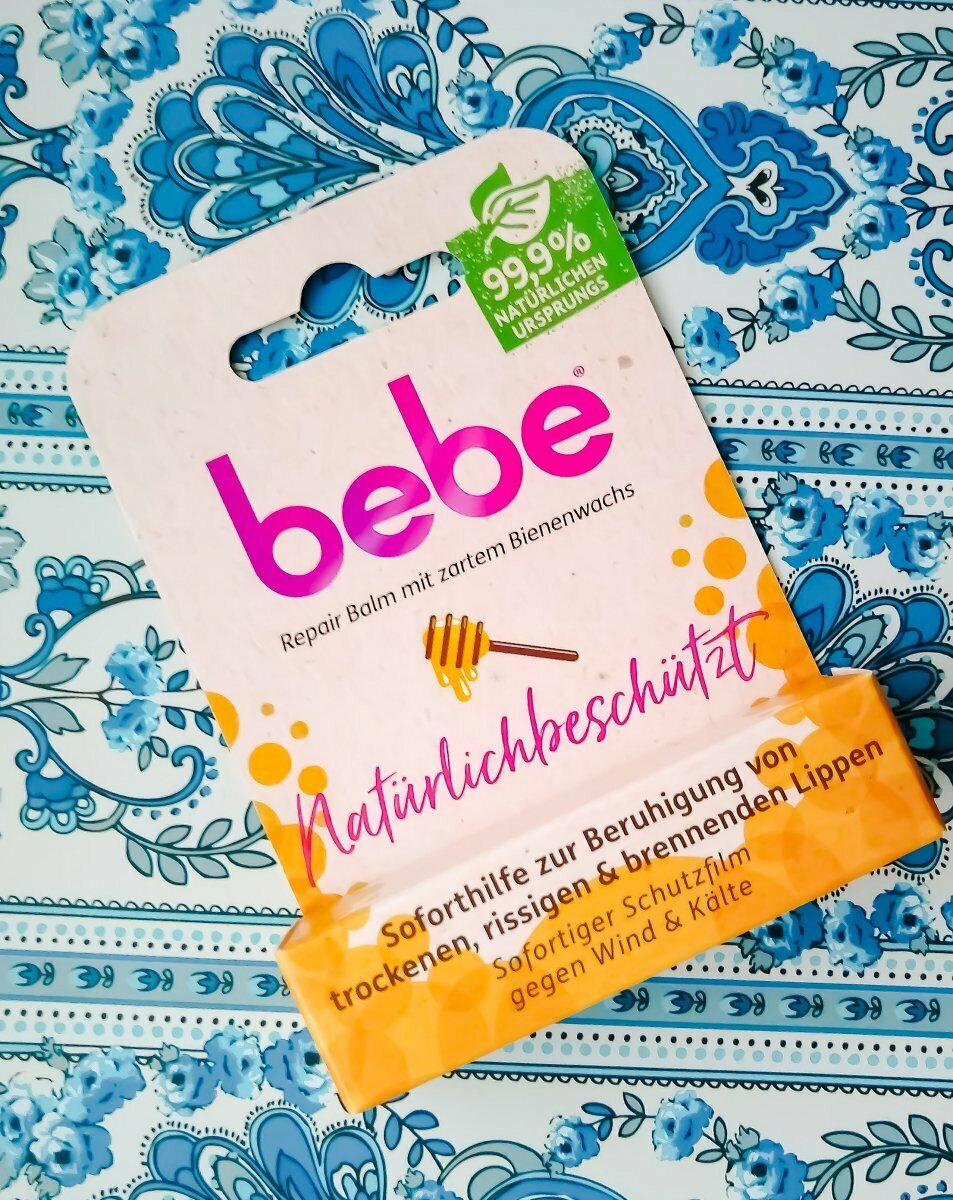 99,9%
NATÜRLICHEN
URSPRUNGS
bebe®
Repair Balm mit zartem Bienenwachs
Natürlichbeschützt
Soforthilfe zur Beruhigung von
trockenen, rissigen & brennenden Lippen
Sofortiger Schutzfilm
gegen Wind & Kälte